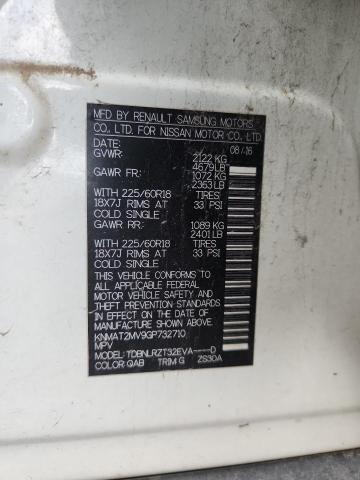 MFD BY RENAULT SAMSUNG MOTORS
CO., LTD. FOR NISSAN MOTOR CO., LTD.
DATE: 08/16
GVWR: 2122 KG
4679 LB
GAWR FR: 1072 KG
2363 LB
WITH 225/60R18 TIRES
18X7J RIMS AT 33 PSI
COLD SINGLE
GAWR RR: 1089 KG
2401 LB
WITH 225/60R18 TIRES
18X7J RIMS AT 33 PSI
COLD SINGLE
THIS VEHICLE CONFORMS TO
ALL APPLICABLE FEDERAL
MOTOR VEHICLE SAFETY, BUMPER,
AND THEFT PREVENTION STANDARDS
IN EFFECT ON THE DATE OF
MANUFACTURE SHOWN ABOVE.
KNMAT2MV9GP732710
MPV
MODEL: TDBNLRZT32EVA-----D
COLOR: QAB TRIM: G ZS30A